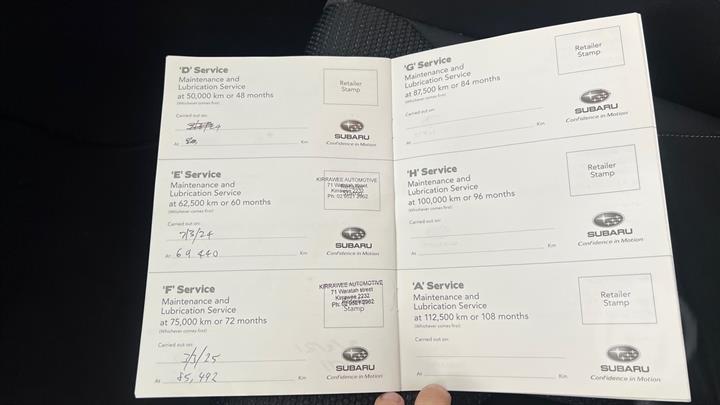 'D' Service
Maintenance and
Lubrication Service
at 50,000 km or 48 months
(Whichever comes first)
Retailer
Stamp
Carried out on:
At
Km
SUBARU
Confidence in Motion
'E' Service
Maintenance and
Lubrication Service
at 62,500 km or 60 months
(Whichever comes first)
KIRRAWEE AUTOMOTIVE
71 Waratah street
Kirrawee 2232
Carried out on:
7/3/24
At 69 440 Km
SUBARU
Confidence in Motion
'F' Service
Maintenance and
Lubrication Service
at 75,000 km or 72 months
(Whichever comes first)
KIRRAWEE AUTOMOTIVE
71 Waratah street
Kirrawee 2232
Stamp
Carried out on:
3/3/25
At 85,492 Km
SUBARU
Confidence in Motion
'G' Service
Maintenance and
Lubrication Service
at 87,500 km or 84 months
(Whichever comes first)
Retailer
Stamp
Carried out on:
At
Km
SUBARU
Confidence in Motion
'H' Service
Maintenance and
Lubrication Service
at 100,000 km or 96 months
(Whichever comes first)
Retailer
Stamp
Carried out on:
At
Km
SUBARU
Confidence in Motion
'A' Service
Maintenance and
Lubrication Service
at 112,500 km or 108 months
(Whichever comes first)
Retailer
Stamp
Carried out on:
At
Km
SUBARU
Confidence in Motion